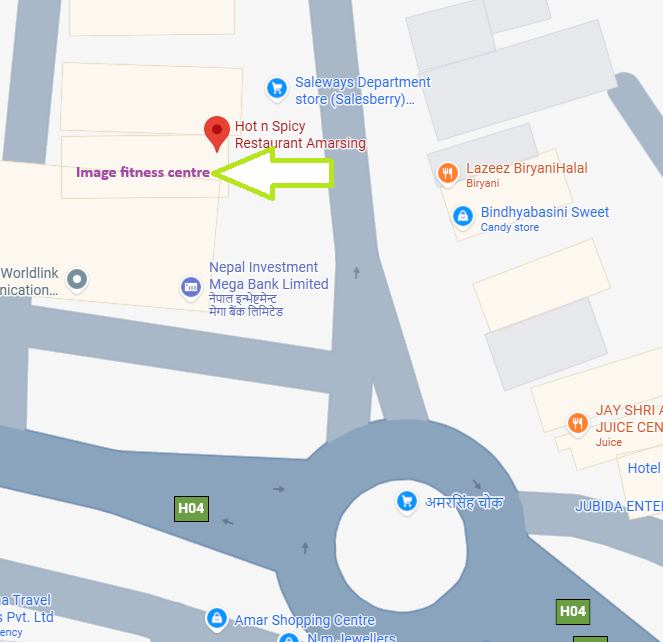 Saleways Department
store (Salesberry)...
Hot n Spicy
Restaurant Amarsing
Image fitness centre
Lazeez BiryaniHalal
Biryani
Bindhyabasini Sweet
Candy store
Worldlink
nication...
Nepal Investment
Mega Bank Limited
नेपाल इन्भेष्टमेन्ट
मेगा बैंक लिमिटेड
JAY SHRI A
JUICE CEN
Juice
Hotel
H04
अमरसिंह चोक
JUBIDA ENTE
a Travel
s Pvt. Ltd
ency
Amar Shopping Centre
H04
N.m Jewellers